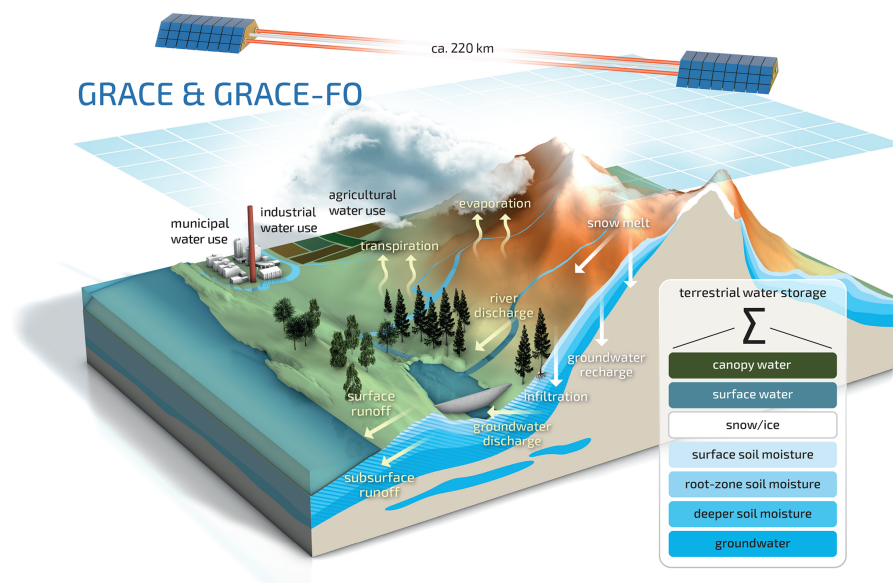 ca. 220 km
GRACE & GRACE-FO
agricultural
water use
industrial
water use
municipal
water use
evaporation
transpiration
snow melt
river
discharge
groundwater
recharge
infiltration
surface
runoff
groundwater
discharge
subsurface
runoff
terrestrial water storage
Σ
canopy water
surface water
snow/ice
surface soil moisture
root-zone soil moisture
deeper soil moisture
groundwater